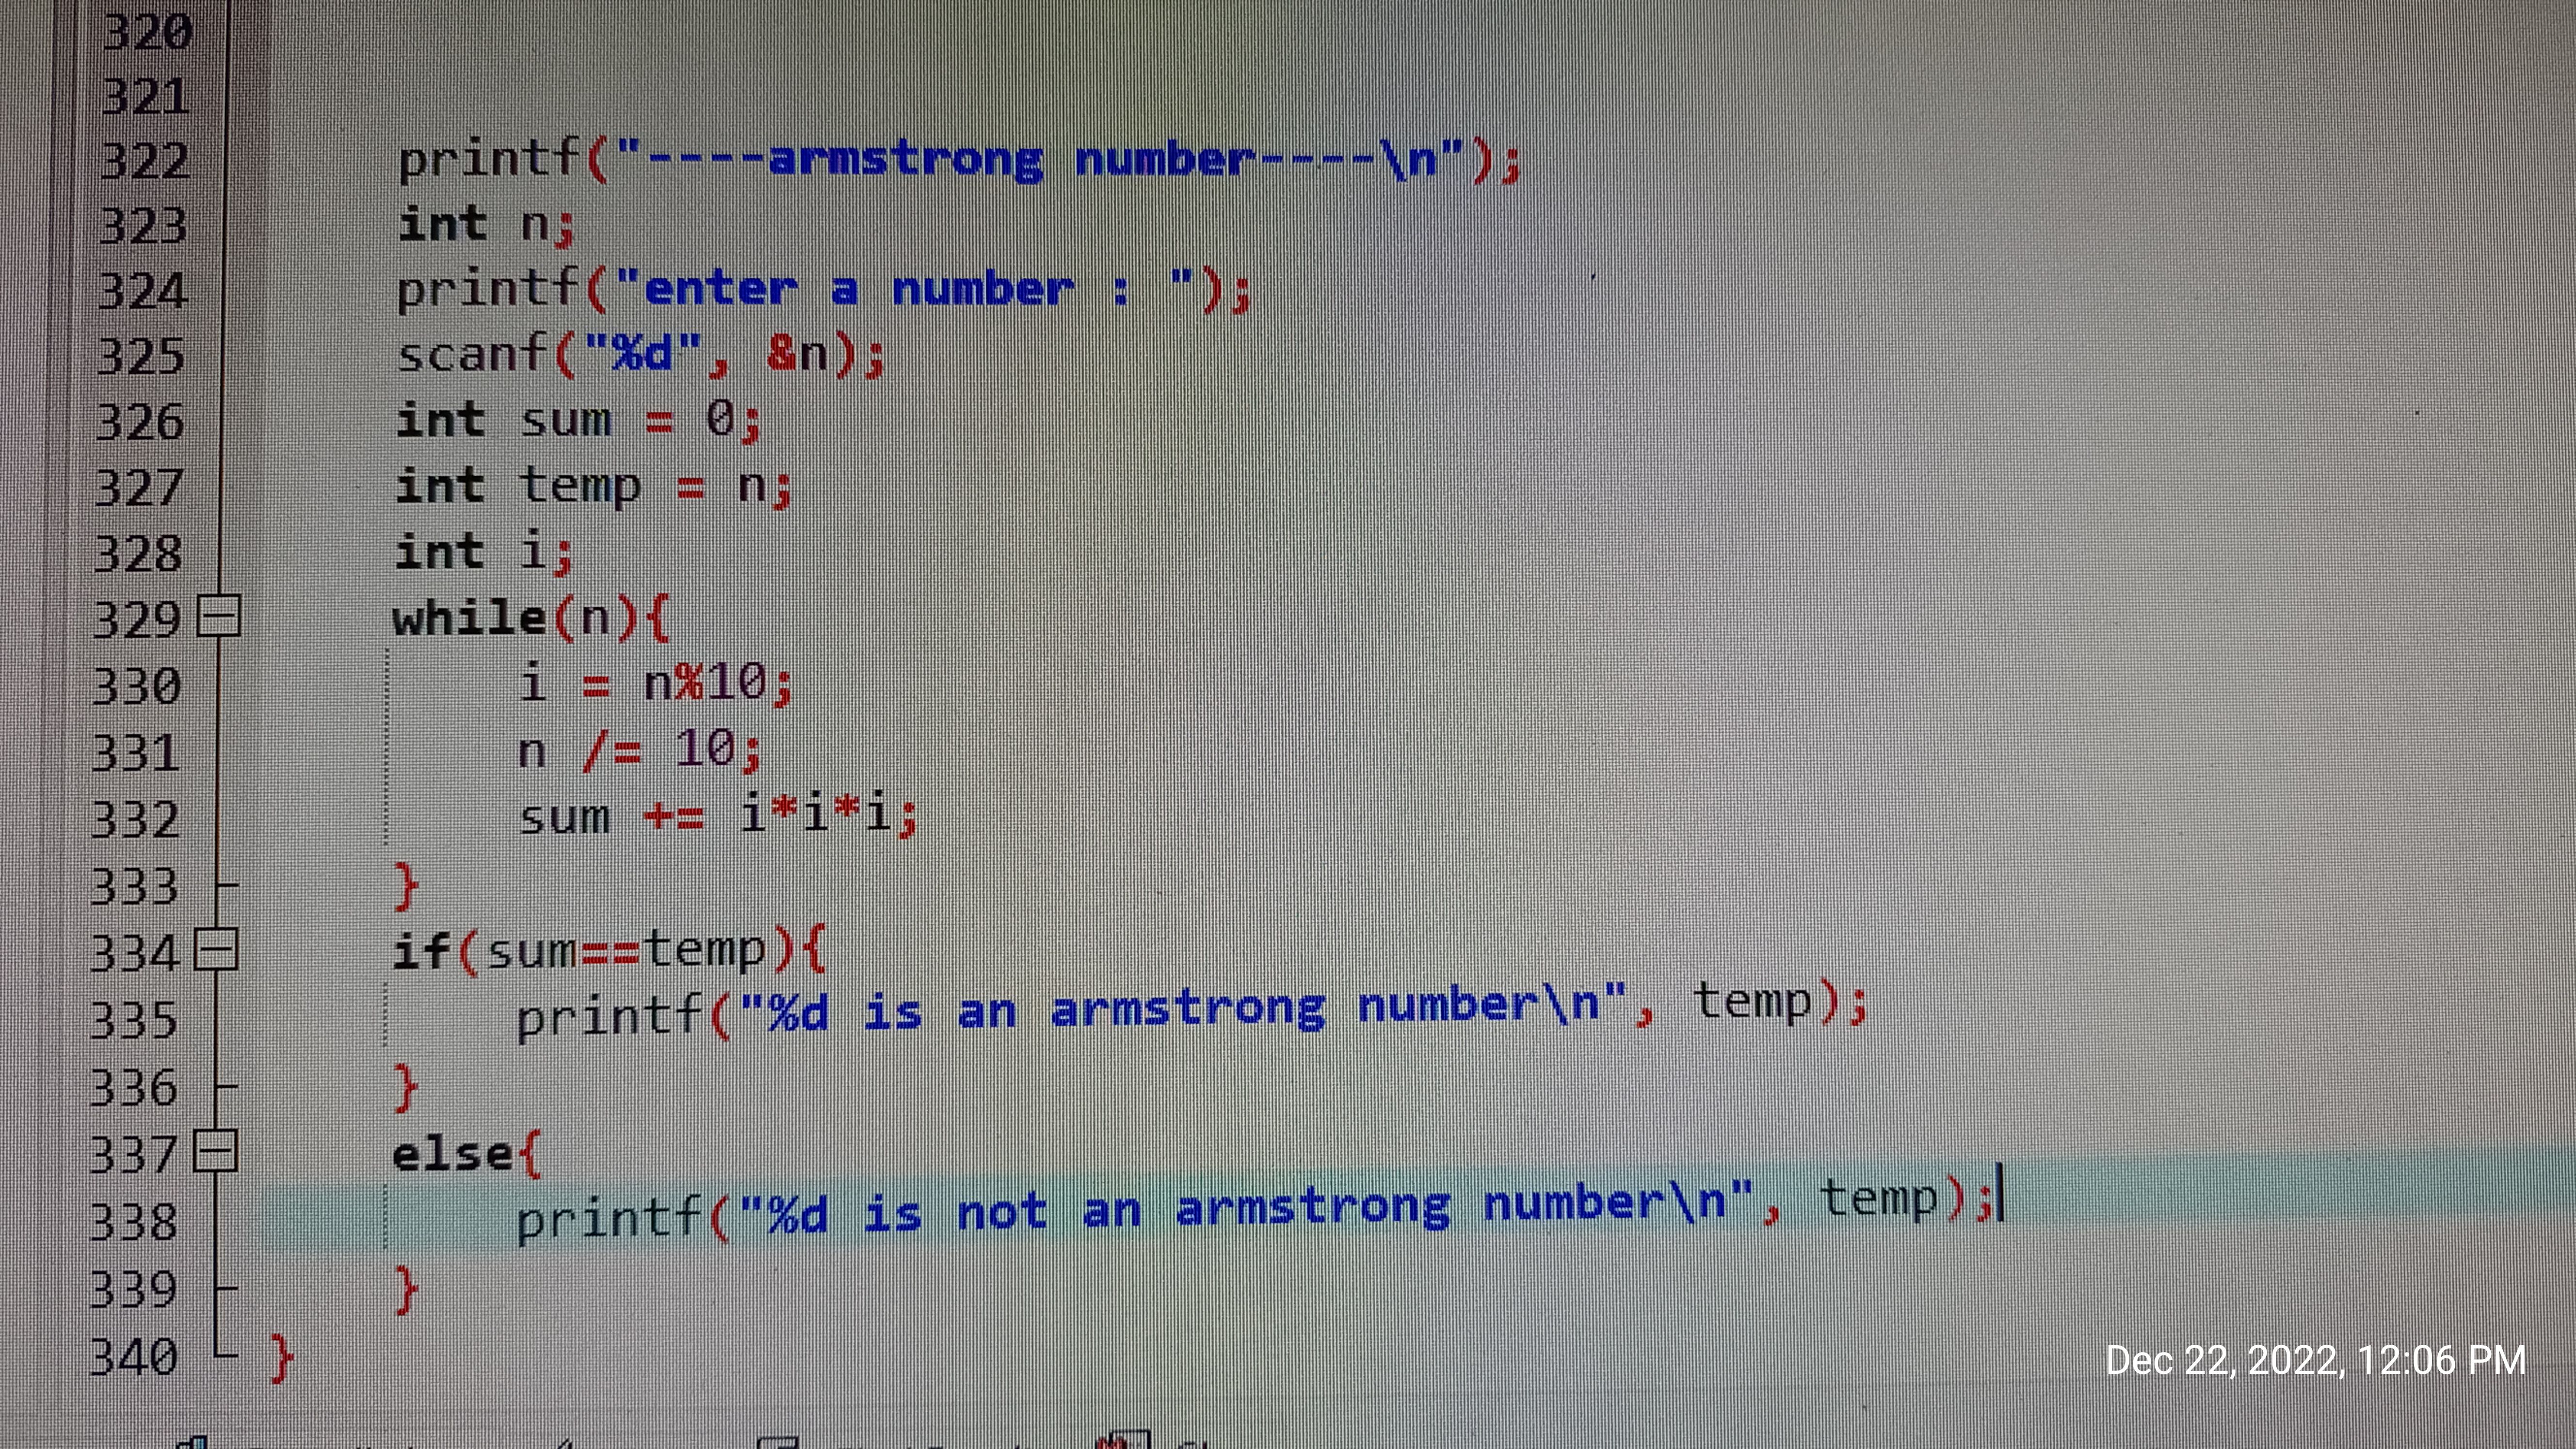 320
321
322 printf("----armstrong number----\n");
323 int n;
324 printf("enter a number : ");
325 scanf("%d", &n);
326 int sum = 0;
327 int temp = n;
328 int i;
329 while(n){
330 i = n%10;
331 n /= 10;
332 sum += i*i*i;
333 }
334 if(sum==temp){
335 printf("%d is an armstrong number\n", temp);
336 }
337 else{
338 printf("%d is not an armstrong number\n", temp);
339 }
340 }
Dec 22, 2022, 12:06 PM